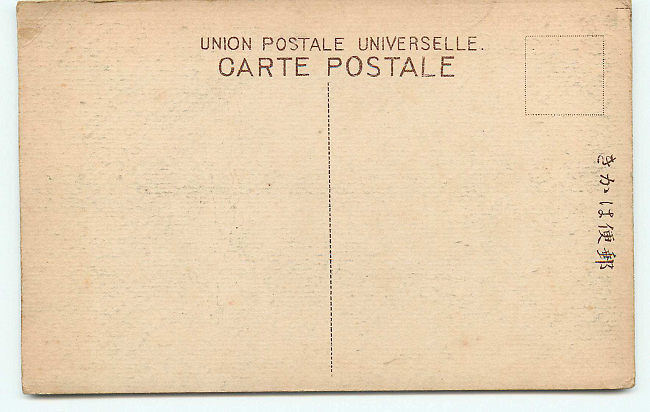 UNION POSTALE UNIVERSELLE.
CARTE POSTALE
きかは便郵